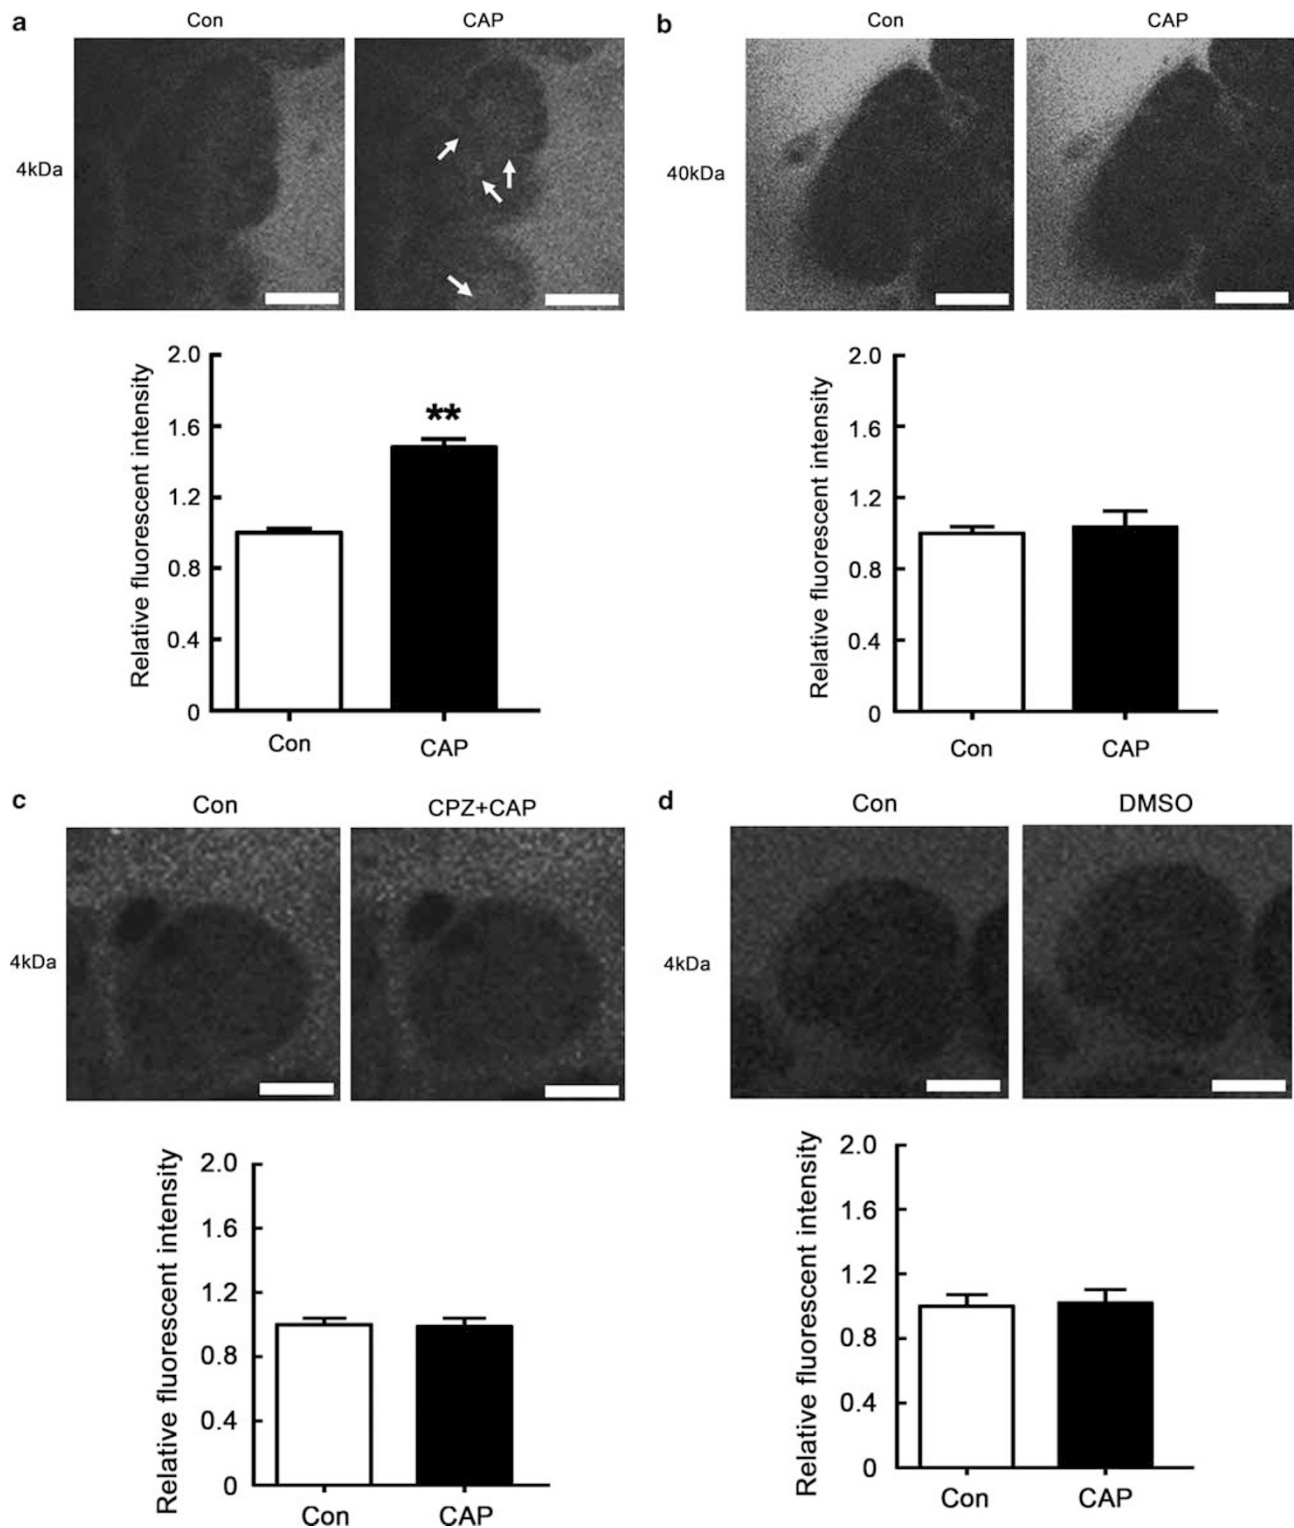 a
Con
CAP
4kDa
2.0
1.6
1.2
0.8
0.4
0
Relative fluorescent intensity
**
Con
CAP
b
Con
CAP
40kDa
2.0
1.6
1.2
0.8
0.4
0
Relative fluorescent intensity
Con
CAP
c
Con
CPZ+CAP
4kDa
2.0
1.6
1.2
0.8
0.4
0
Relative fluorescent intensity
Con
CAP
d
Con
DMSO
4kDa
2.0
1.6
1.2
0.8
0.4
0
Relative fluorescent intensity
Con
CAP